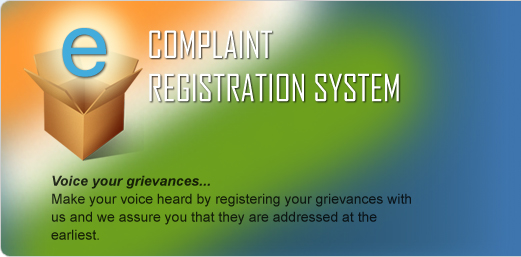 e
COMPLAINT
REGISTRATION SYSTEM
Voice your grievances...
Make your voice heard by registering your grievances with
us and we assure you that they are addressed at the
earliest.